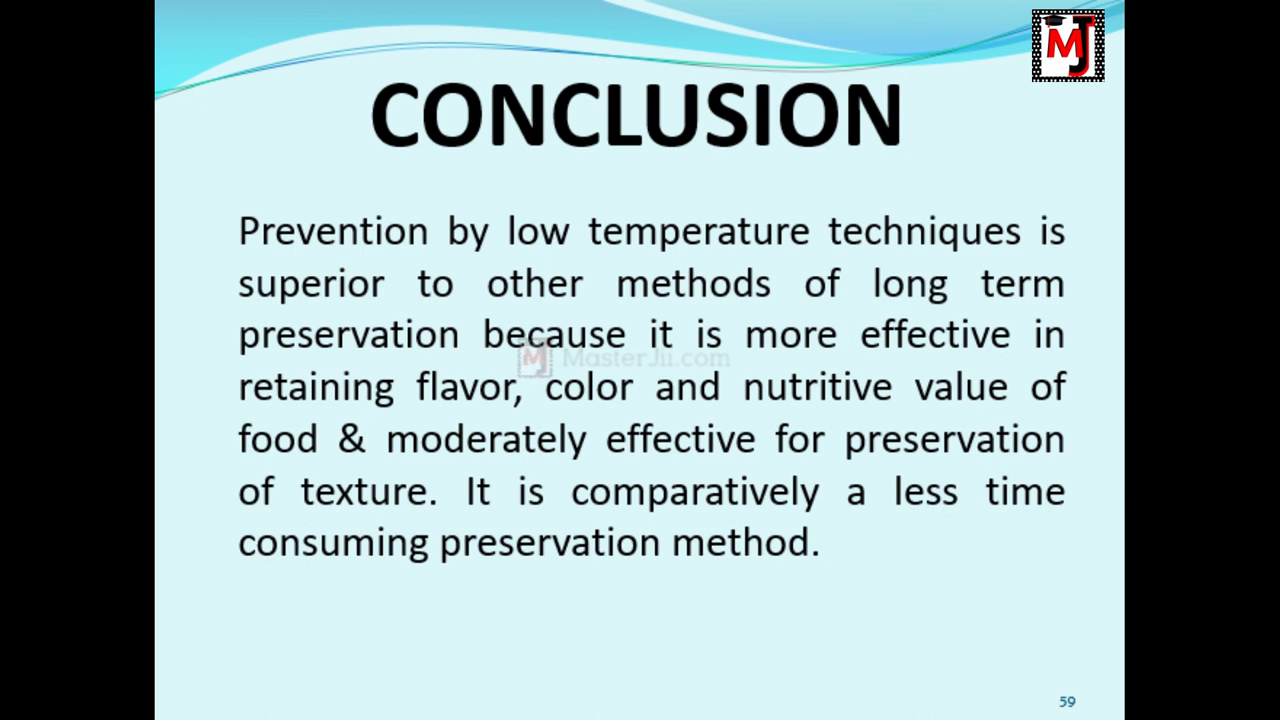 MJ
CONCLUSION
Prevention by low temperature techniques is
superior to other methods of long term
preservation because it is more effective in
MJ MasterJii.com
retaining flavor, color and nutritive value of
food & moderately effective for preservation
of texture. It is comparatively a less time
consuming preservation method.
59